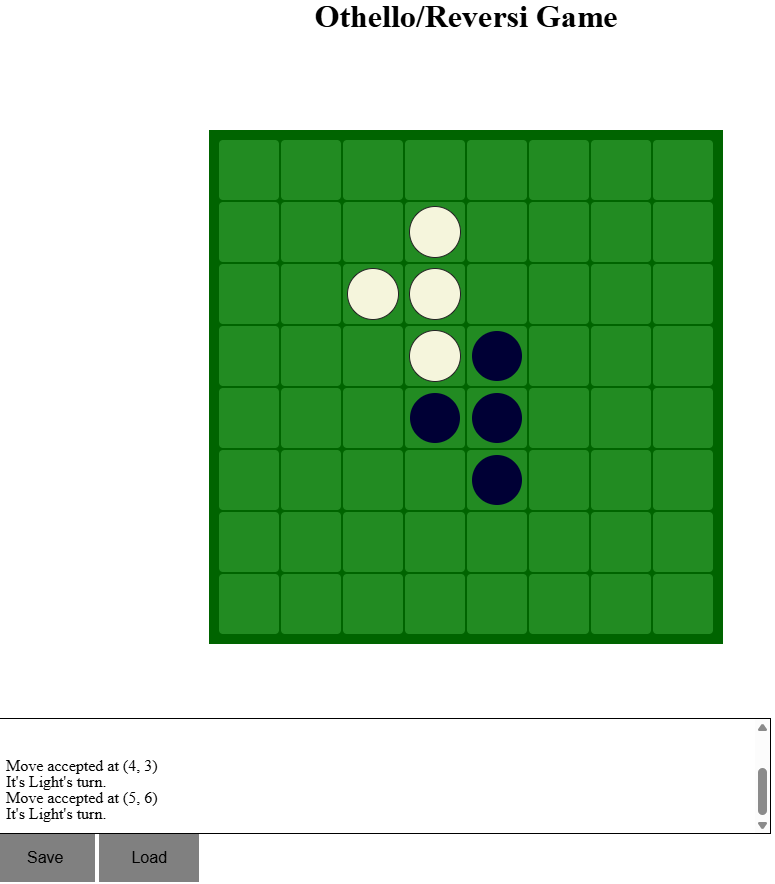 Othello/Reversi Game
Move accepted at (4, 3)
It's Light's turn.
Move accepted at (5, 6)
It's Light's turn.
Save
Load